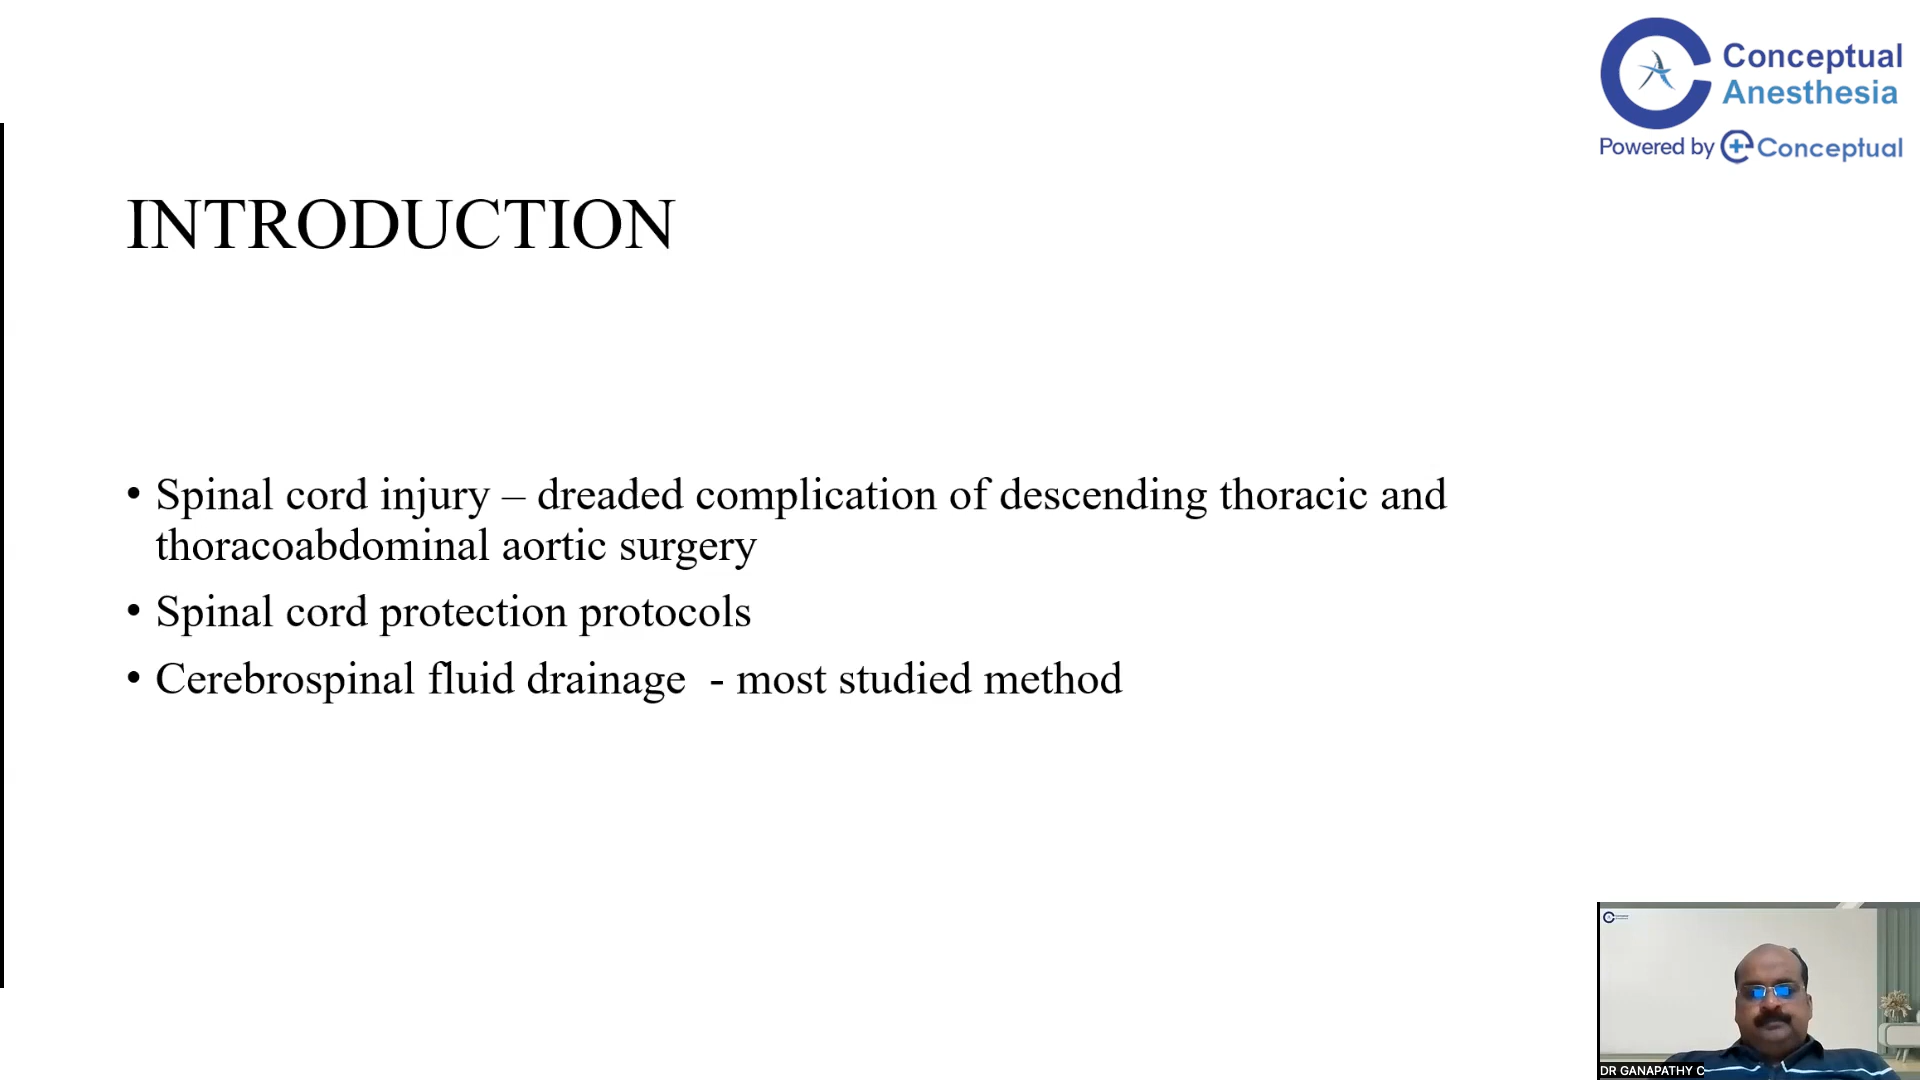 Conceptual
Anesthesia
Powered by Conceptual
INTRODUCTION
• Spinal cord injury – dreaded complication of descending thoracic and
thoracoabdominal aortic surgery
• Spinal cord protection protocols
• Cerebrospinal fluid drainage  - most studied method
DR GANAPATHY C